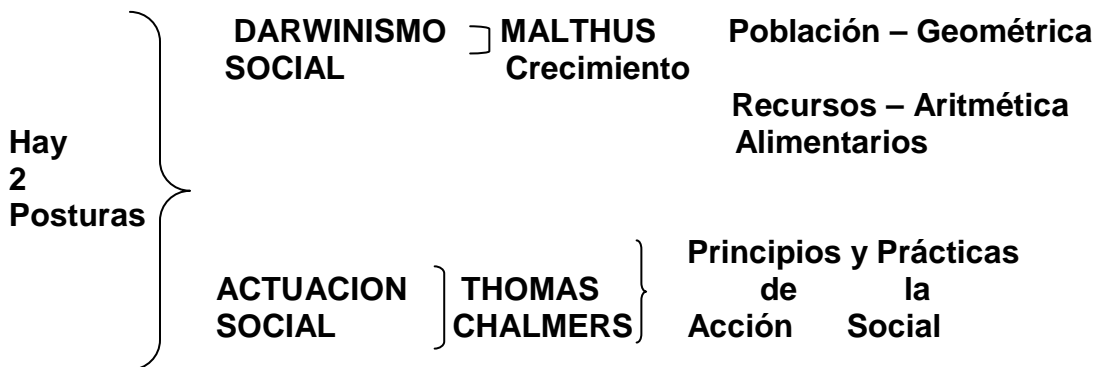 Hay
2
Posturas
DARWINISMO
SOCIAL
MALTHUS
Crecimiento
Población – Geométrica
Recursos – Aritmética
Alimentarios
ACTUACION
SOCIAL
THOMAS
CHALMERS
Principios y Prácticas
de la
Acción Social